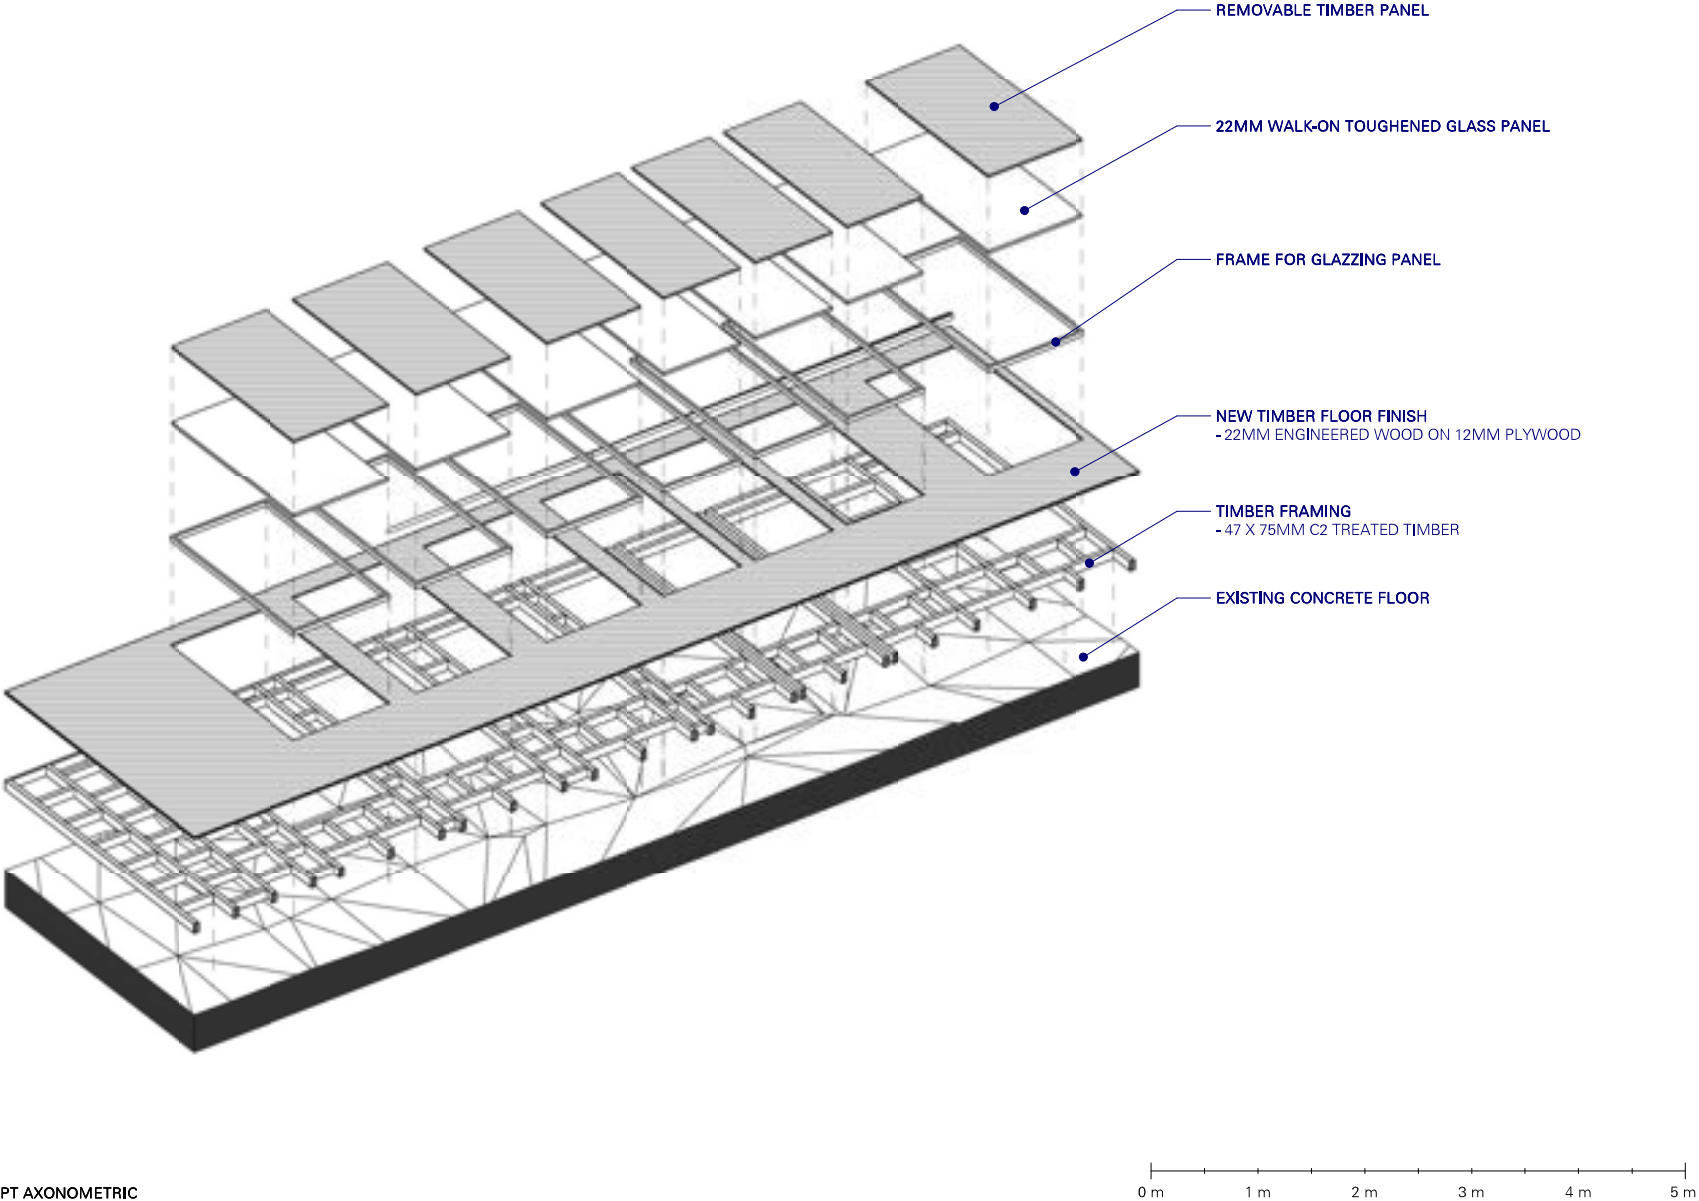 REMOVABLE TIMBER PANEL
22MM WALK-ON TOUGHENED GLASS PANEL
FRAME FOR GLAZZING PANEL
NEW TIMBER FLOOR FINISH
- 22MM ENGINEERED WOOD ON 12MM PLYWOOD
TIMBER FRAMING
- 47 X 75MM C2 TREATED TIMBER
EXISTING CONCRETE FLOOR
PT AXONOMETRIC
0 m 1 m 2 m 3 m 4 m 5 m